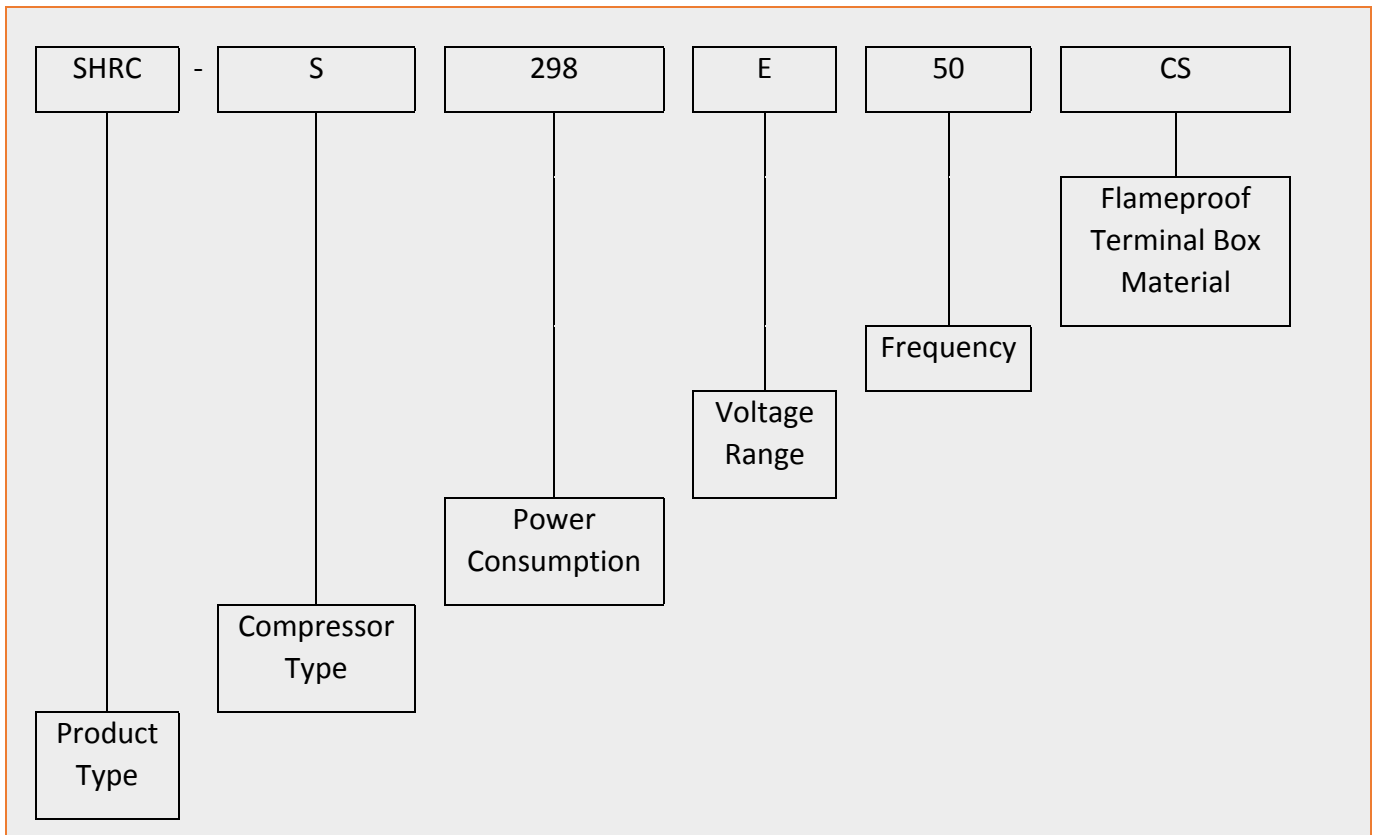 SHRC - S 298 E 50 CS
Flameproof
Terminal Box
Material
Frequency
Voltage
Range
Power
Consumption
Compressor
Type
Product
Type